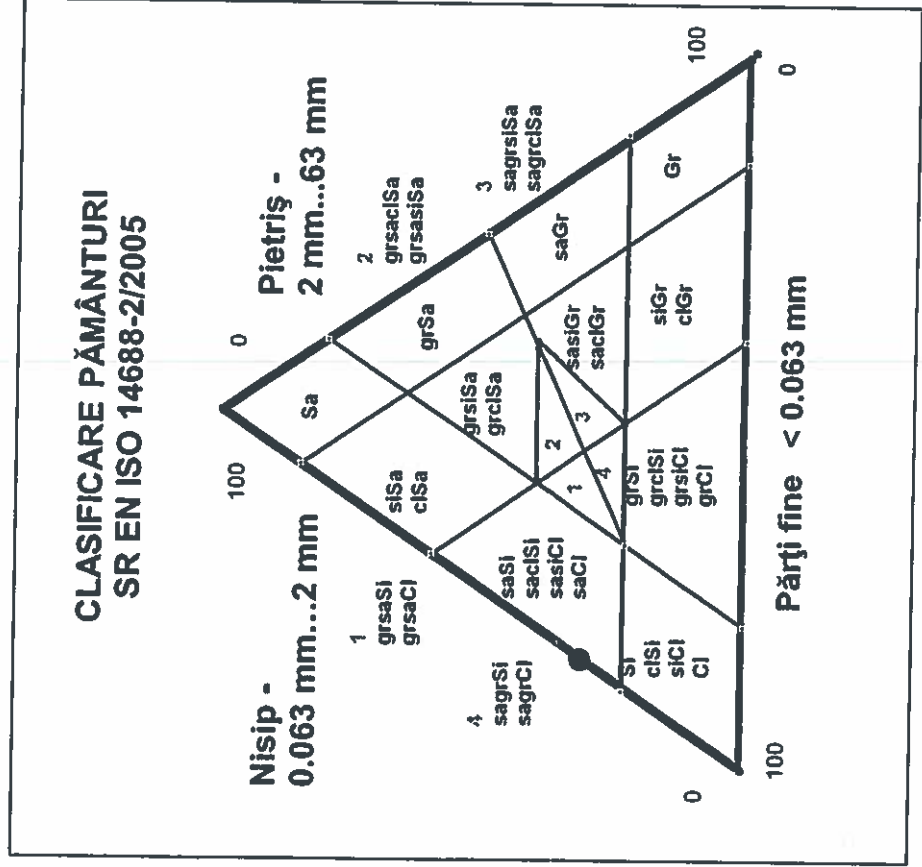 CLASIFICARE PĂMÂNTURI
SR EN ISO 14688-2/2005
Nisip -
0.063 mm...2 mm
Pietriş -
2 mm...63 mm
100
0
1
grsaSi
grsaCl
2
grsaclSa
grsasiSa
3
sagrsiSa
sagrclSa
4
sagrSi
sagrCl
Sa
siSa
clSa
grSa
grsiSa
grclSa
saSi
saclSi
sasiCl
saCl
1
2
3
4
sasiGr
saclGr
saGr
Si
clSi
siCl
Cl
grSi
grclSi
grsiCl
grCl
siGr
clGr
Gr
0
100
100
0
Părţi fine < 0.063 mm